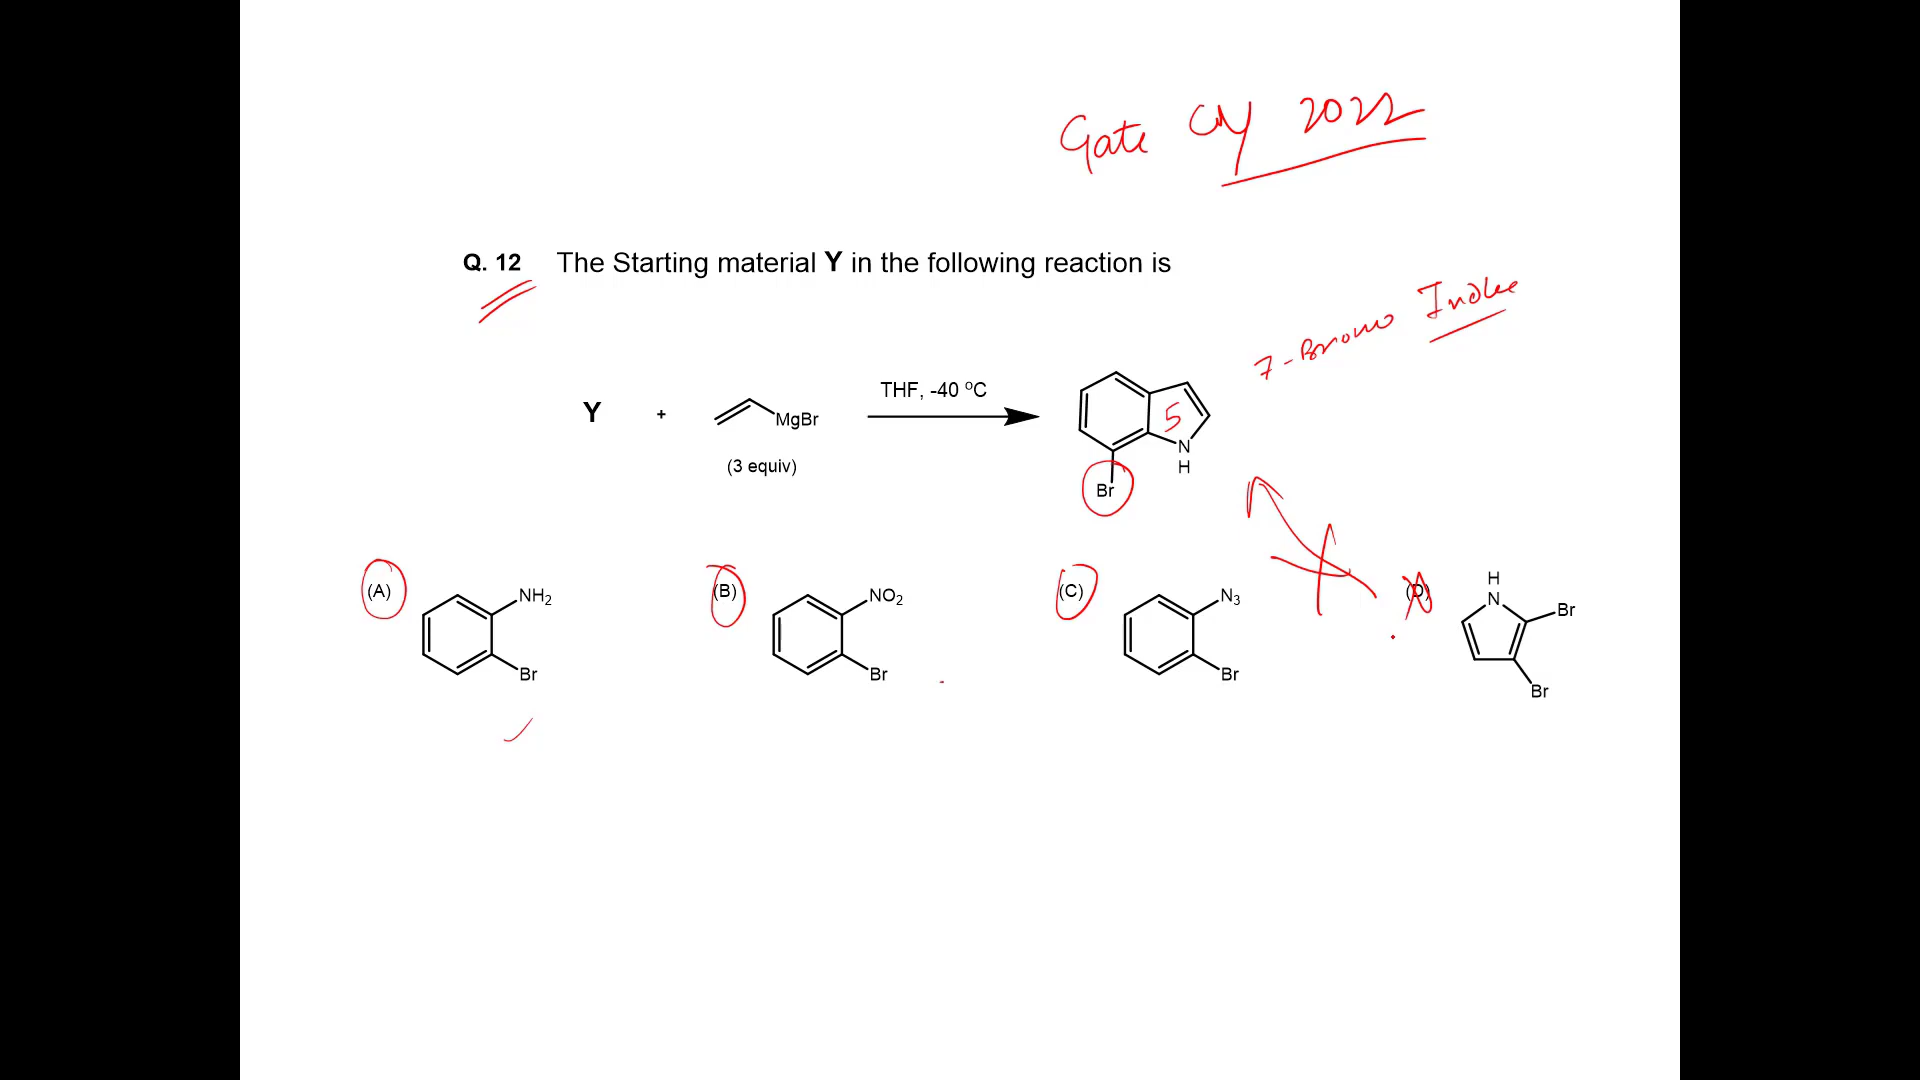 Gate CY 2022
Q. 12 The Starting material Y in the following reaction is
7-Bromo Indole
Y + MgBr THF, -40 °C 5 N H
(3 equiv)
Br
(A) NH2 Br
(B) NO2 Br
(C) N3 Br
(D) H N Br Br